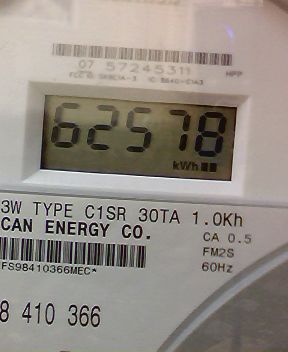 07 57245311 HPP
62578
kWh
3W TYPE C1SR 30TA 1.0Kh
CAN ENERGY CO. CA 0.5
FM2S
FS98410366MEC* 60Hz
8 410 366